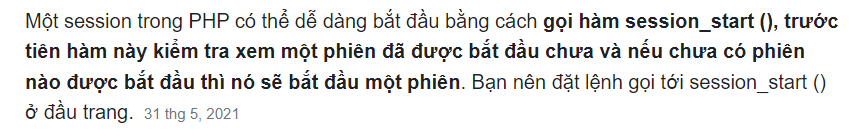 Một session trong PHP có thể dễ dàng bắt đầu bằng cách gọi hàm session_start (), trước
tiên hàm này kiểm tra xem một phiên đã được bắt đầu chưa và nếu chưa có phiên
nào được bắt đầu thì nó sẽ bắt đầu một phiên. Bạn nên đặt lệnh gọi tới session_start ()
ở đầu trang. 31 thg 5, 2021